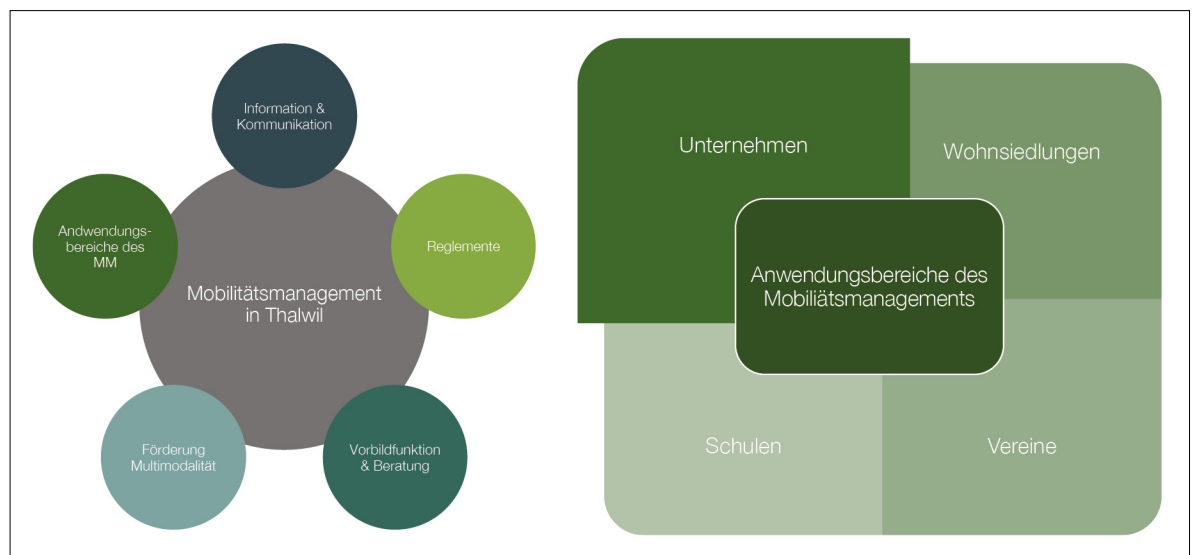 Information &
Kommunikation
Andwendungs-
bereiche des
MM
Reglemente
Mobilitätsmanagement
in Thalwil
Förderung
Multimodalität
Vorbildfunktion
& Beratung
Unternehmen
Wohnsiedlungen
Anwendungsbereiche des
Mobiliätsmanagements
Schulen
Vereine